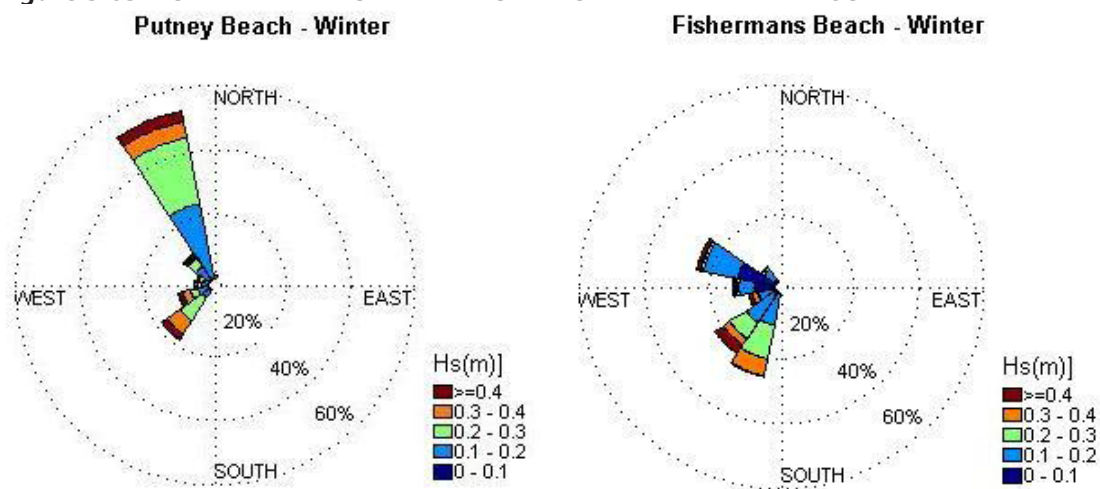 Putney Beach - Winter
NORTH
WEST
EAST
20%
40%
60%
SOUTH
Hs(m)]
>=0.4
0.3 - 0.4
0.2 - 0.3
0.1 - 0.2
0 - 0.1
Fishermans Beach - Winter
NORTH
WEST
EAST
20%
40%
60%
SOUTH
Hs(m)]
>=0.4
0.3 - 0.4
0.2 - 0.3
0.1 - 0.2
0 - 0.1